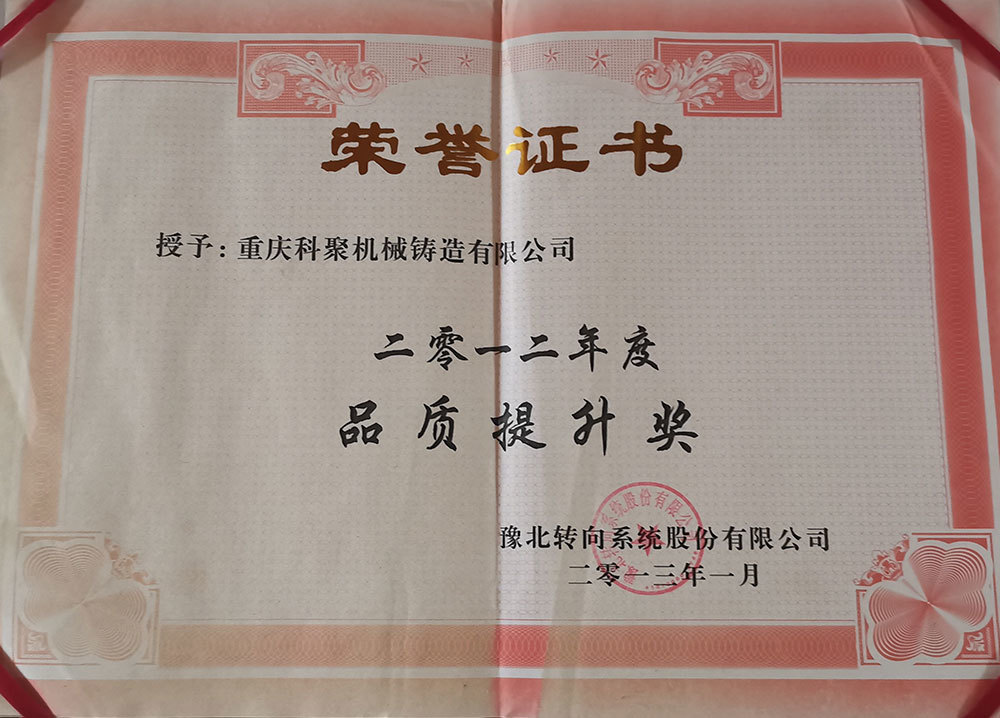 荣誉证书
授予：重庆科聚机械铸造有限公司
二零一二年度
品质提升奖
豫北转向系统股份有限公司
二零一三年一月